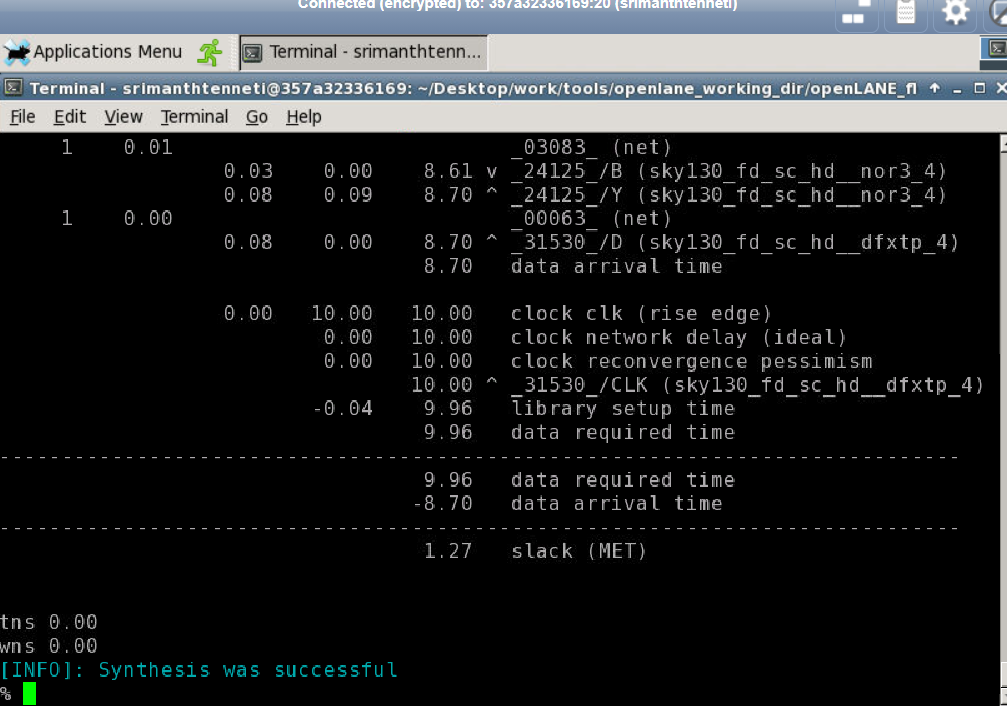 Connected (encrypted) to: 357a32336169:20 (srimanthtenneti)
Applications Menu Terminal - srimanthtenn...
Terminal - srimanthtenneti@357a32336169: ~/Desktop/work/tools/openlane_working_dir/openLANE_fl
File Edit View Terminal Go Help
1 0.01 _03083_ (net)
0.03 0.00 8.61 v _24125_/B (sky130_fd_sc_hd__nor3_4)
0.08 0.09 8.70 ^ _24125_/Y (sky130_fd_sc_hd__nor3_4)
1 0.00 _00063_ (net)
0.08 0.00 8.70 ^ _31530_/D (sky130_fd_sc_hd__dfxtp_4)
8.70 data arrival time
0.00 10.00 10.00 clock clk (rise edge)
0.00 10.00 clock network delay (ideal)
0.00 10.00 clock reconvergence pessimism
10.00 ^ _31530_/CLK (sky130_fd_sc_hd__dfxtp_4)
-0.04 9.96 library setup time
9.96 data required time
-----------------------------------------------------------------------------
9.96 data required time
-8.70 data arrival time
-----------------------------------------------------------------------------
1.27 slack (MET)
tns 0.00
wns 0.00
[INFO]: Synthesis was successful
%